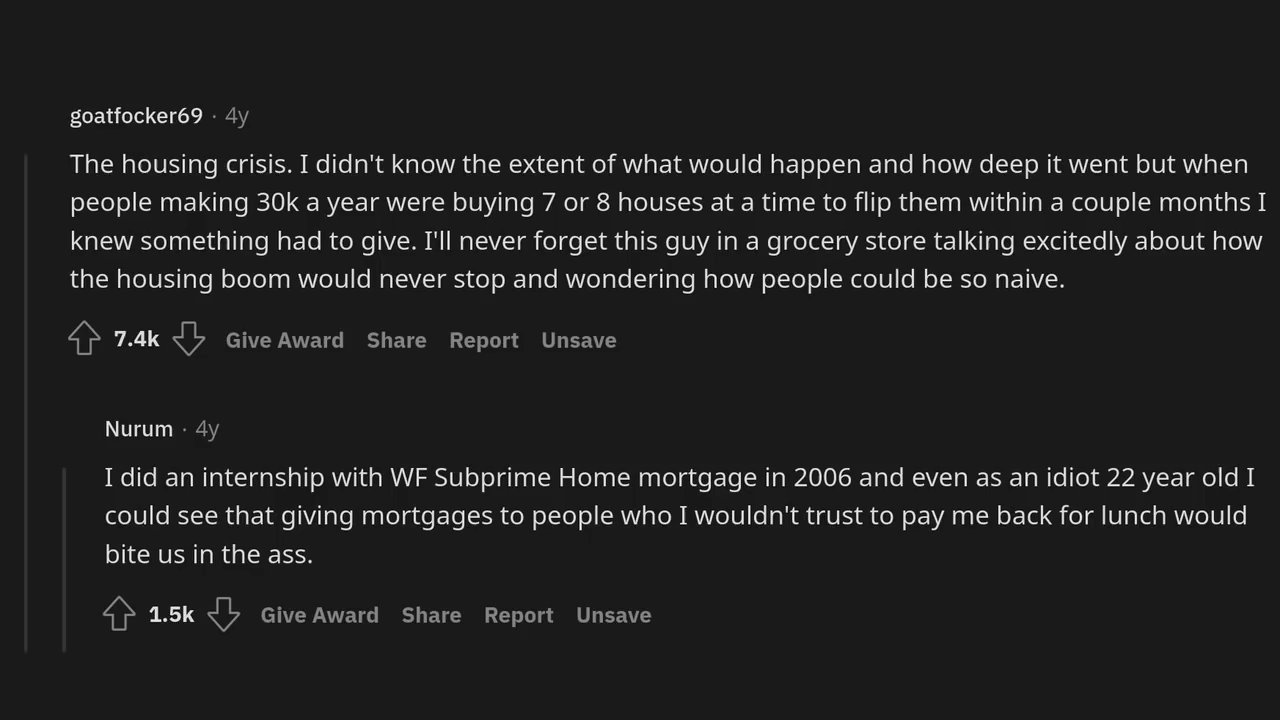 goatfocker69 · 4y
The housing crisis. I didn't know the extent of what would happen and how deep it went but when
people making 30k a year were buying 7 or 8 houses at a time to flip them within a couple months I
knew something had to give. I'll never forget this guy in a grocery store talking excitedly about how
the housing boom would never stop and wondering how people could be so naive.
7.4k Give Award Share Report Unsave
Nurum · 4y
I did an internship with WF Subprime Home mortgage in 2006 and even as an idiot 22 year old I
could see that giving mortgages to people who I wouldn't trust to pay me back for lunch would
bite us in the ass.
1.5k Give Award Share Report Unsave